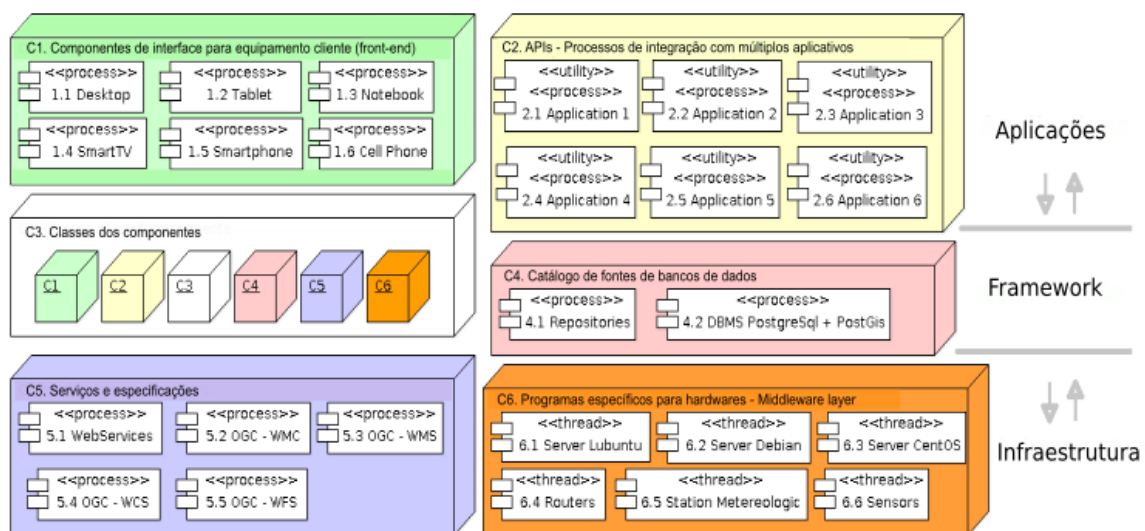 C1. Componentes de interface para equipamento cliente (front-end)
<<process>>
1.1 Desktop
<<process>>
1.2 Tablet
<<process>>
1.3 Notebook
<<process>>
1.4 SmartTV
<<process>>
1.5 Smartphone
<<process>>
1.6 Cell Phone
C2. APIs - Processos de integração com múltiplos aplicativos
<<utility>>
<<process>>
2.1 Application 1
<<utility>>
<<process>>
2.2 Application 2
<<utility>>
<<process>>
2.3 Application 3
<<utility>>
<<process>>
2.4 Application 4
<<utility>>
<<process>>
2.5 Application 5
<<utility>>
<<process>>
2.6 Application 6
Aplicações
C3. Classes dos componentes
C1
C2
C3
C4
C5
C6
C4. Catálogo de fontes de bancos de dados
<<process>>
4.1 Repositories
<<process>>
4.2 DBMS PostgreSql + PostGis
Framework
C5. Serviços e especificações
<<process>>
5.1 WebServices
<<process>>
5.2 OGC - WMC
<<process>>
5.3 OGC - WMS
<<process>>
5.4 OGC - WCS
<<process>>
5.5 OGC - WFS
C6. Programas específicos para hardwares - Middleware layer
<<thread>>
6.1 Server Lubuntu
<<thread>>
6.2 Server Debian
<<thread>>
6.3 Server CentOS
<<thread>>
6.4 Routers
<<thread>>
6.5 Station Metereologic
<<thread>>
6.6 Sensors
Infraestrutura